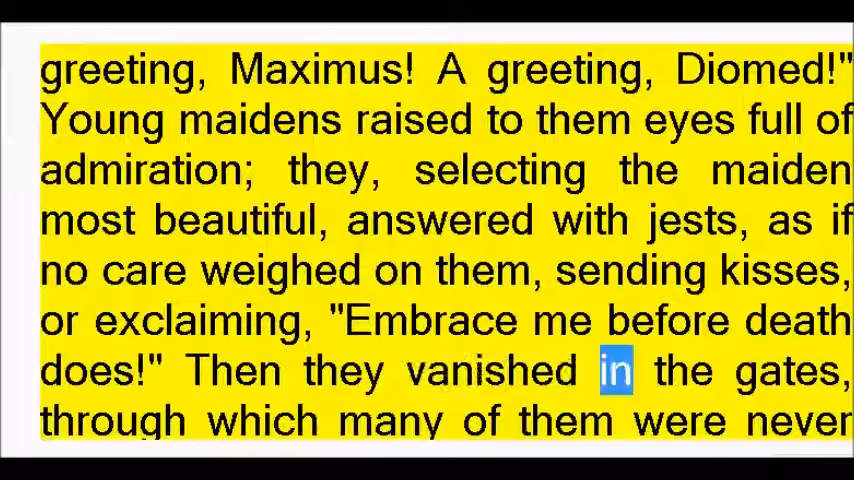 greeting, Maximus! A greeting, Diomed!"
Young maidens raised to them eyes full of
admiration; they, selecting the maiden
most beautiful, answered with jests, as if
no care weighed on them, sending kisses,
or exclaiming, "Embrace me before death
does!" Then they vanished in the gates,
through which many of them were never